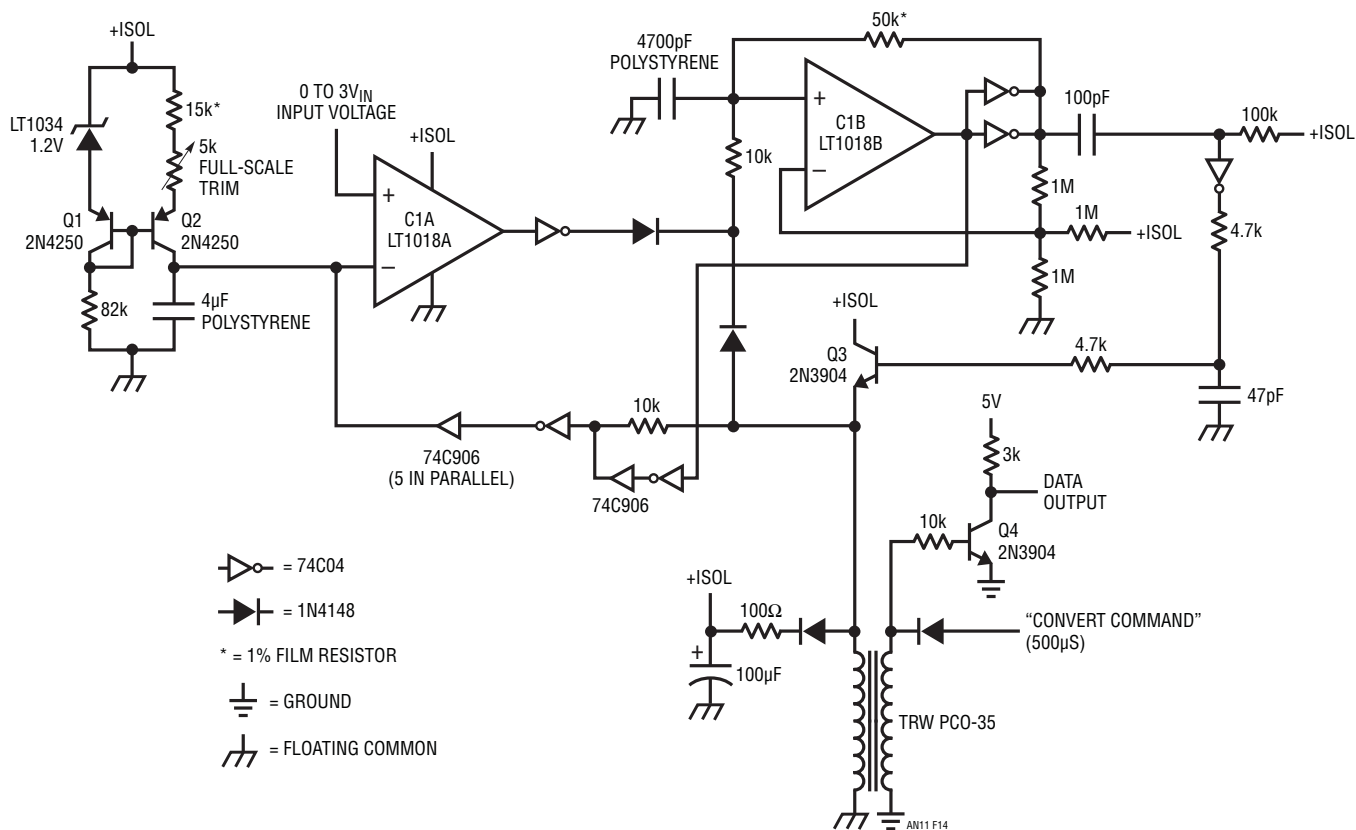 +ISOL
LT1034
1.2V
15k*
5k
FULL-SCALE
TRIM
Q1
2N4250
Q2
2N4250
82k
4µF
POLYSTYRENE
0 TO 3VIN
INPUT VOLTAGE
+ISOL
+
C1A
LT1018A
−
4700pF
POLYSTYRENE
50k*
10k
+
C1B
LT1018B
−
100pF
100k
+ISOL
1M
1M
+ISOL
1M
4.7k
+ISOL
Q3
2N3904
4.7k
47pF
10k
74C906
(5 IN PARALLEL)
74C906
5V
3k
DATA
OUTPUT
10k
Q4
2N3904
+ISOL
100Ω
+
100µF
"CONVERT COMMAND"
(500µS)
TRW PCO-35
= 74C04
= 1N4148
* = 1% FILM RESISTOR
= GROUND
= FLOATING COMMON
AN11 F14